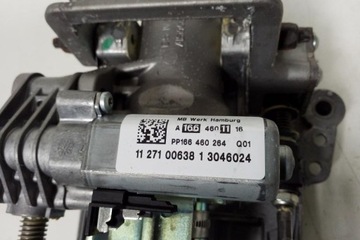 MB Werk Hamburg
A 166 460 11 16
PP166 460 264 Q01
11 271 00638 1 3046024